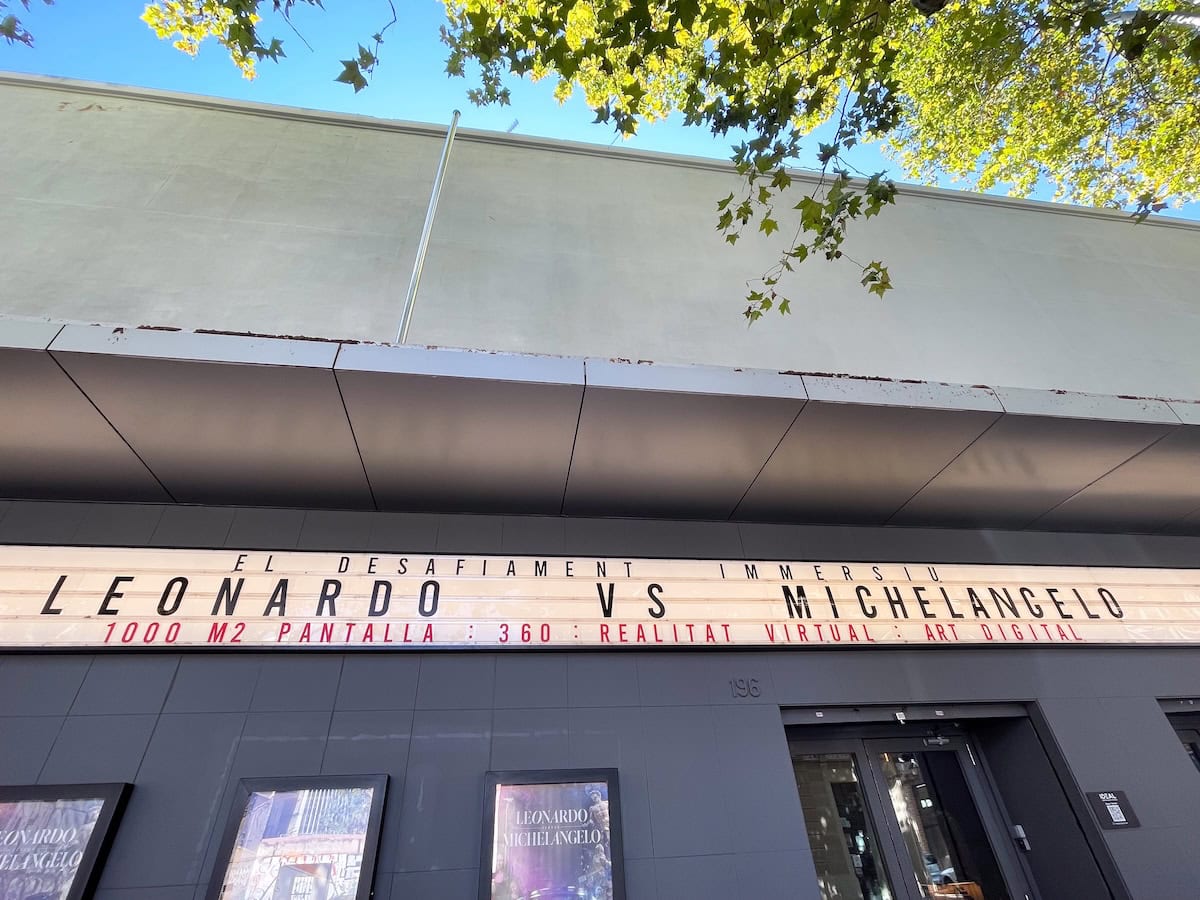 EL DESAFIAMENT IMMERSIU
LEONARDO VS MICHELANGELO
1000 M2 PANTALLA : 360 : REALITAT VIRTUAL : ART DIGITAL
196
IDEAL
LEONARDO
MICHELANGELO
LEONARDO
MICHELANGELO